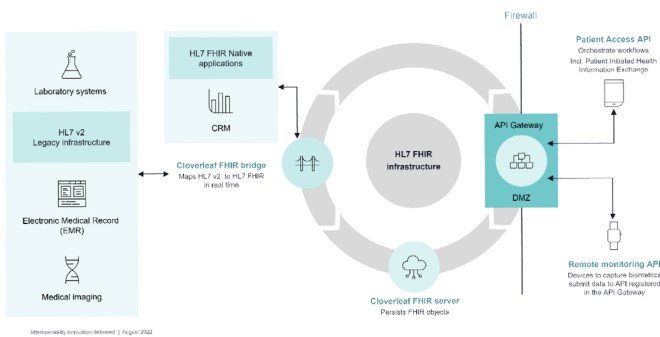 Firewall
Laboratory systems
HL7 v2
Legacy infrastructure
Electronic Medical Record
(EMR)
Medical imaging
HL7 FHIR Native
applications
CRM
Cloverleaf FHIR bridge
Maps HL7 v2 to HL7 FHIR
in real time
HL7 FHIR
infrastructure
Cloverleaf FHIR server
Persists FHIR objects
API Gateway
DMZ
Patient Access API
Orchestrate workflows
Incl. Patient Initiated Health
Information Exchange
Remote monitoring API
Devices to capture biometrics
submit data to API registered
in the API Gateway
Interoperability innovation delivered | August 2022